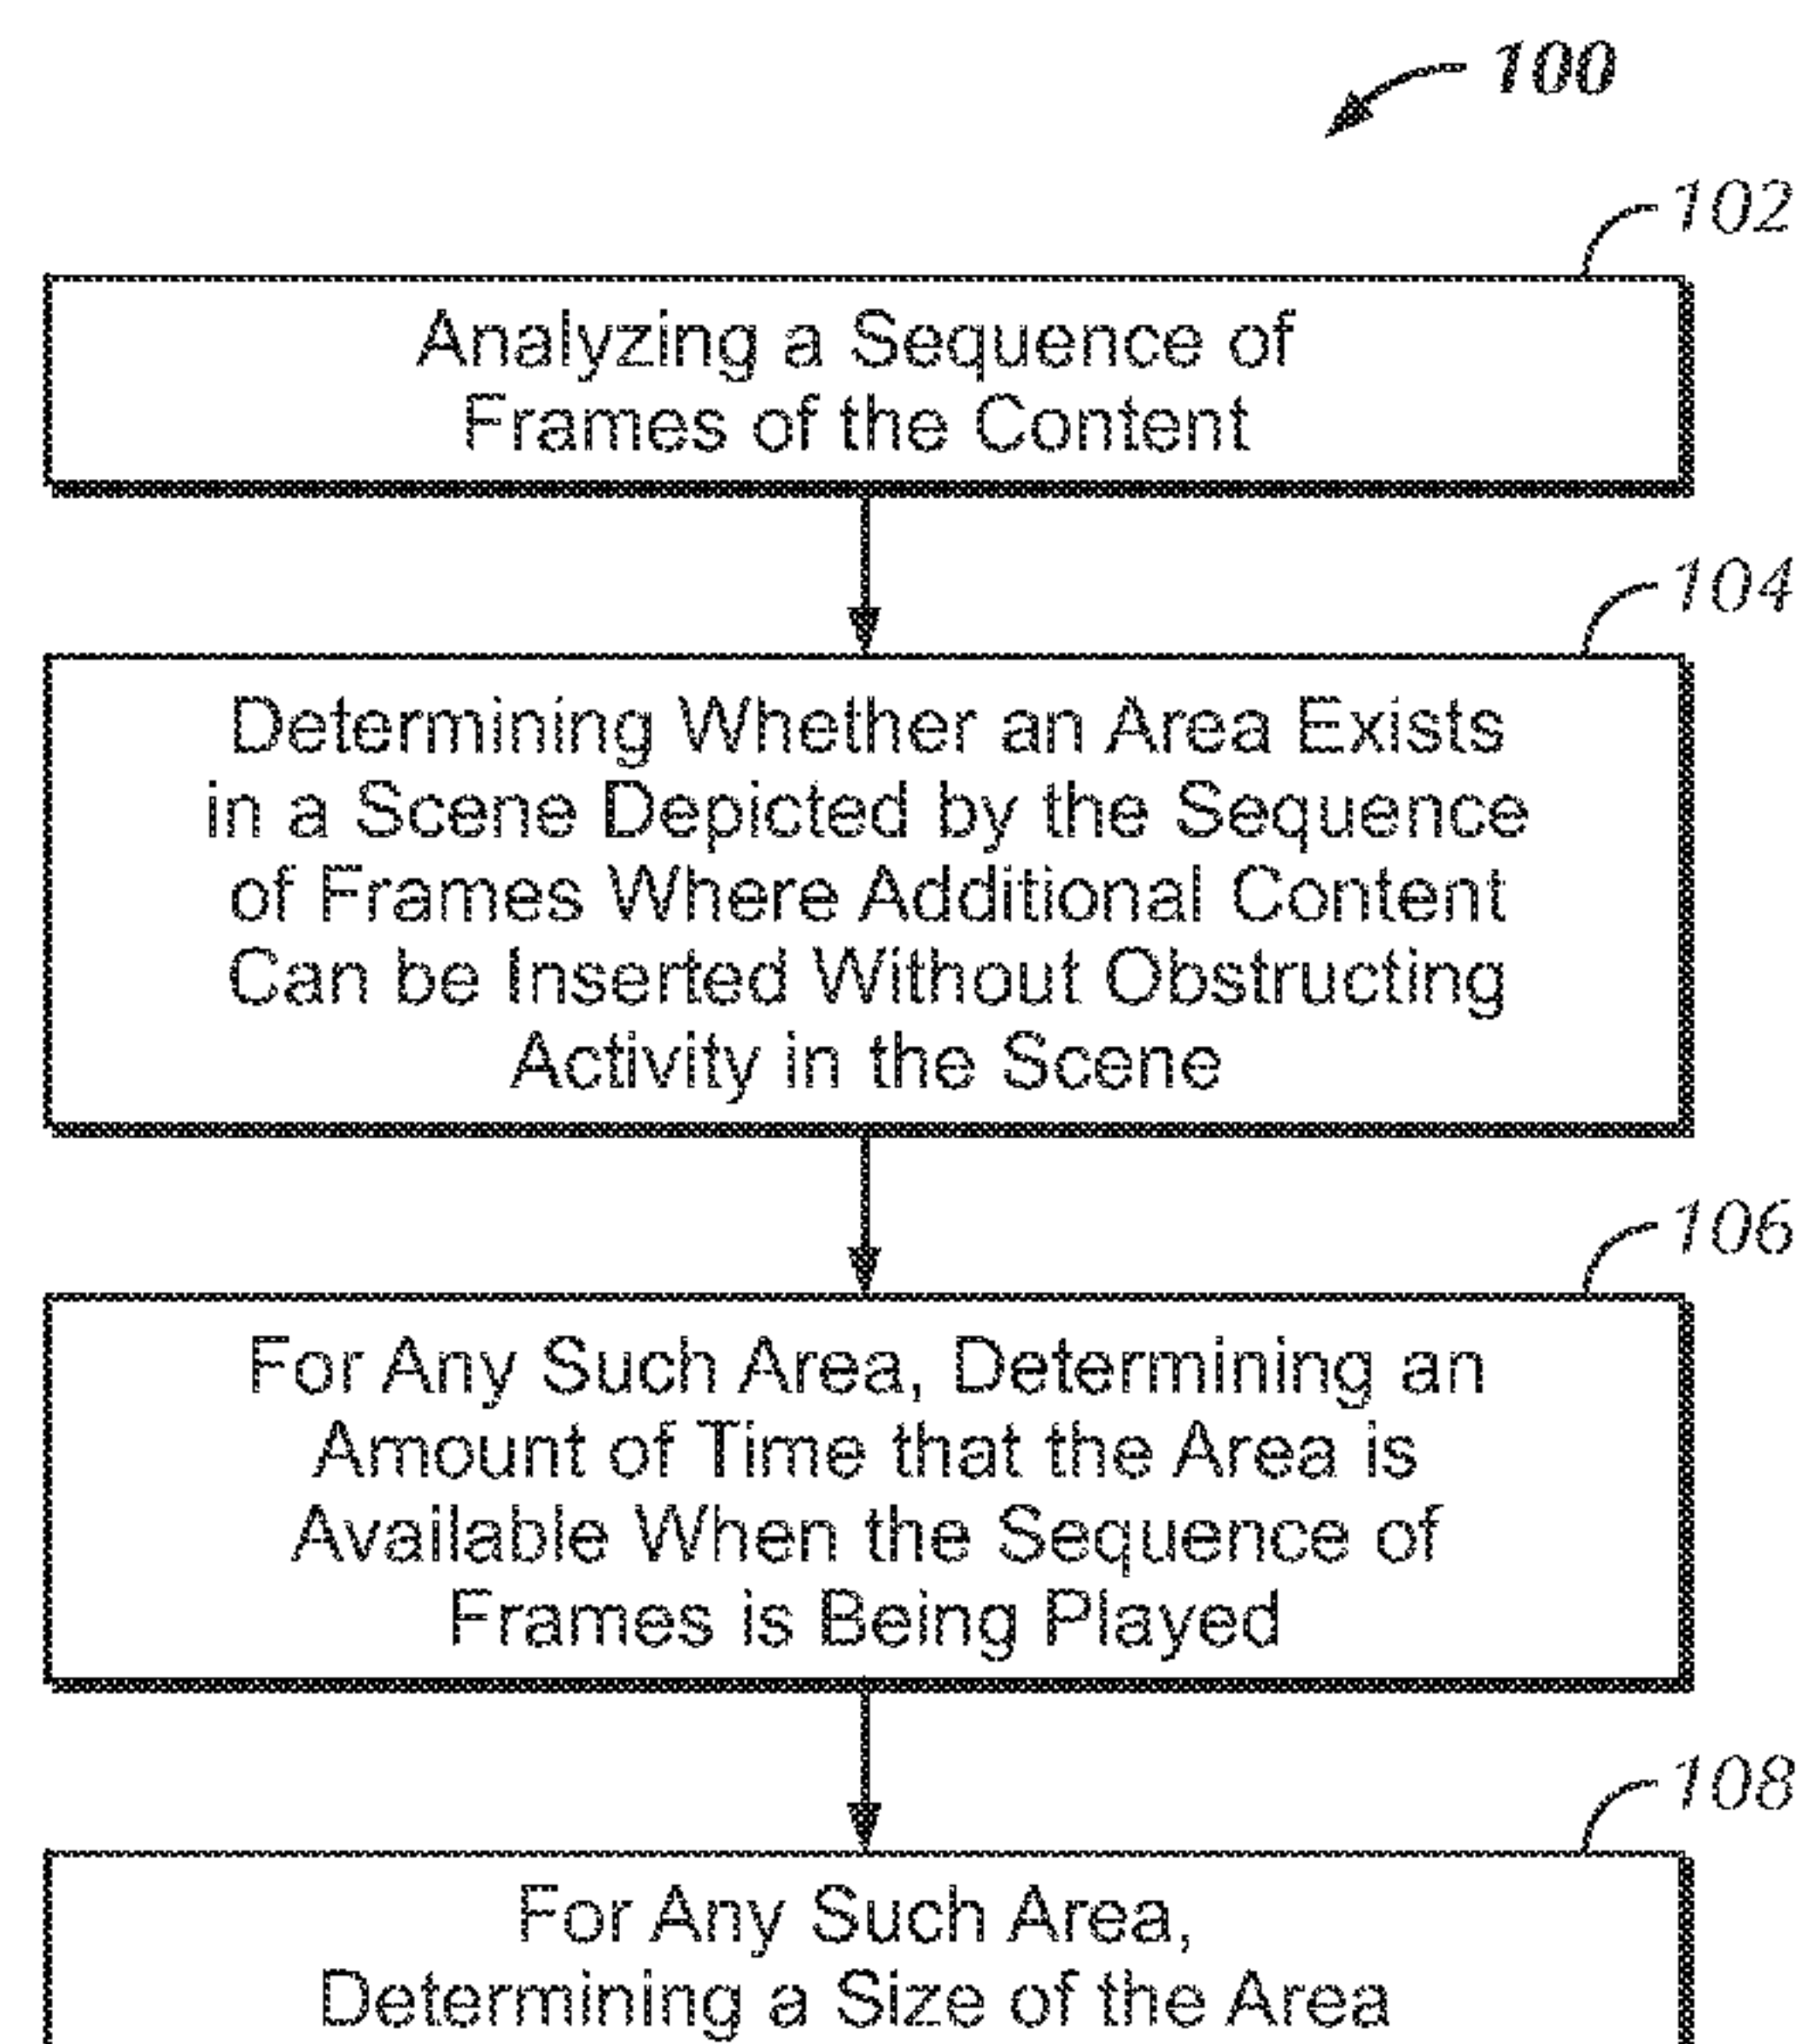 100
102
Analyzing a Sequence of
Frames of the Content
104
Determining Whether an Area Exists
in a Scene Depicted by the Sequence
of Frames Where Additional Content
Can be Inserted Without Obstructing
Activity in the Scene
106
For Any Such Area, Determining an
Amount of Time that the Area is
Available When the Sequence of
Frames is Being Played
108
For Any Such Area,
Determining a Size of the Area